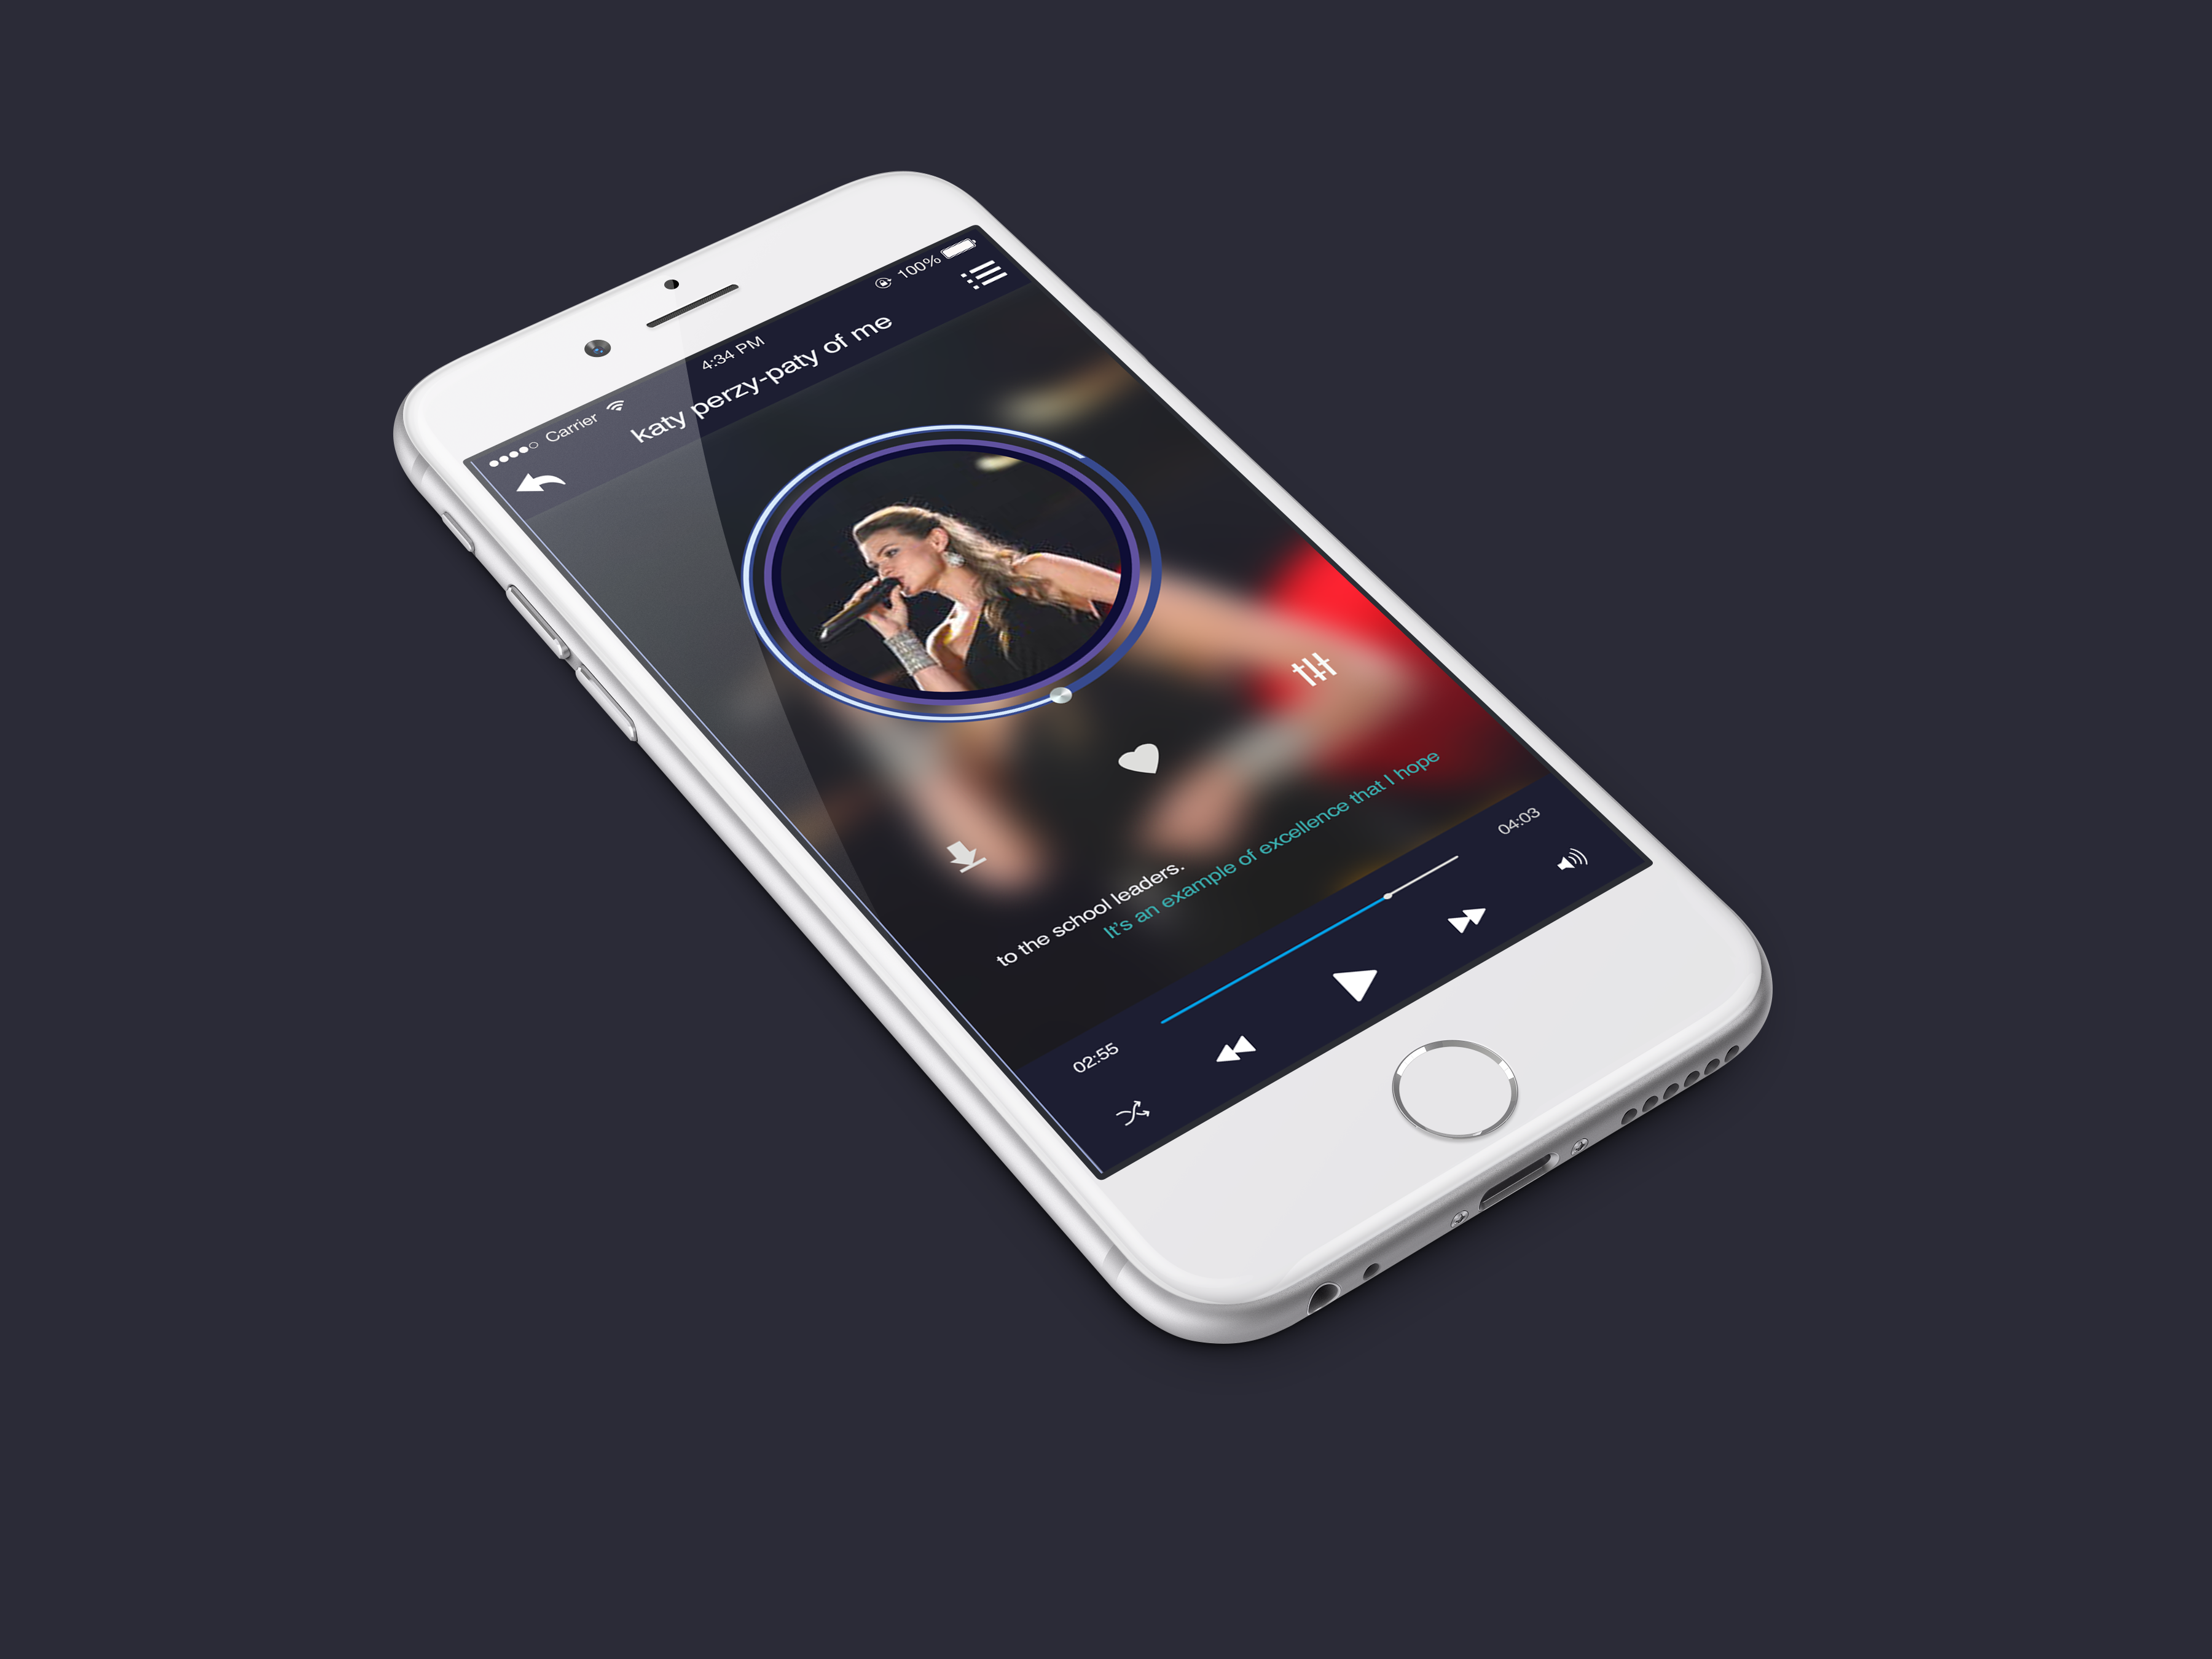 Carrier 4:34 PM 100%
katy perzy-paty of me
to the school leaders.
It's an example of excellence that I hope
02:55 04:03